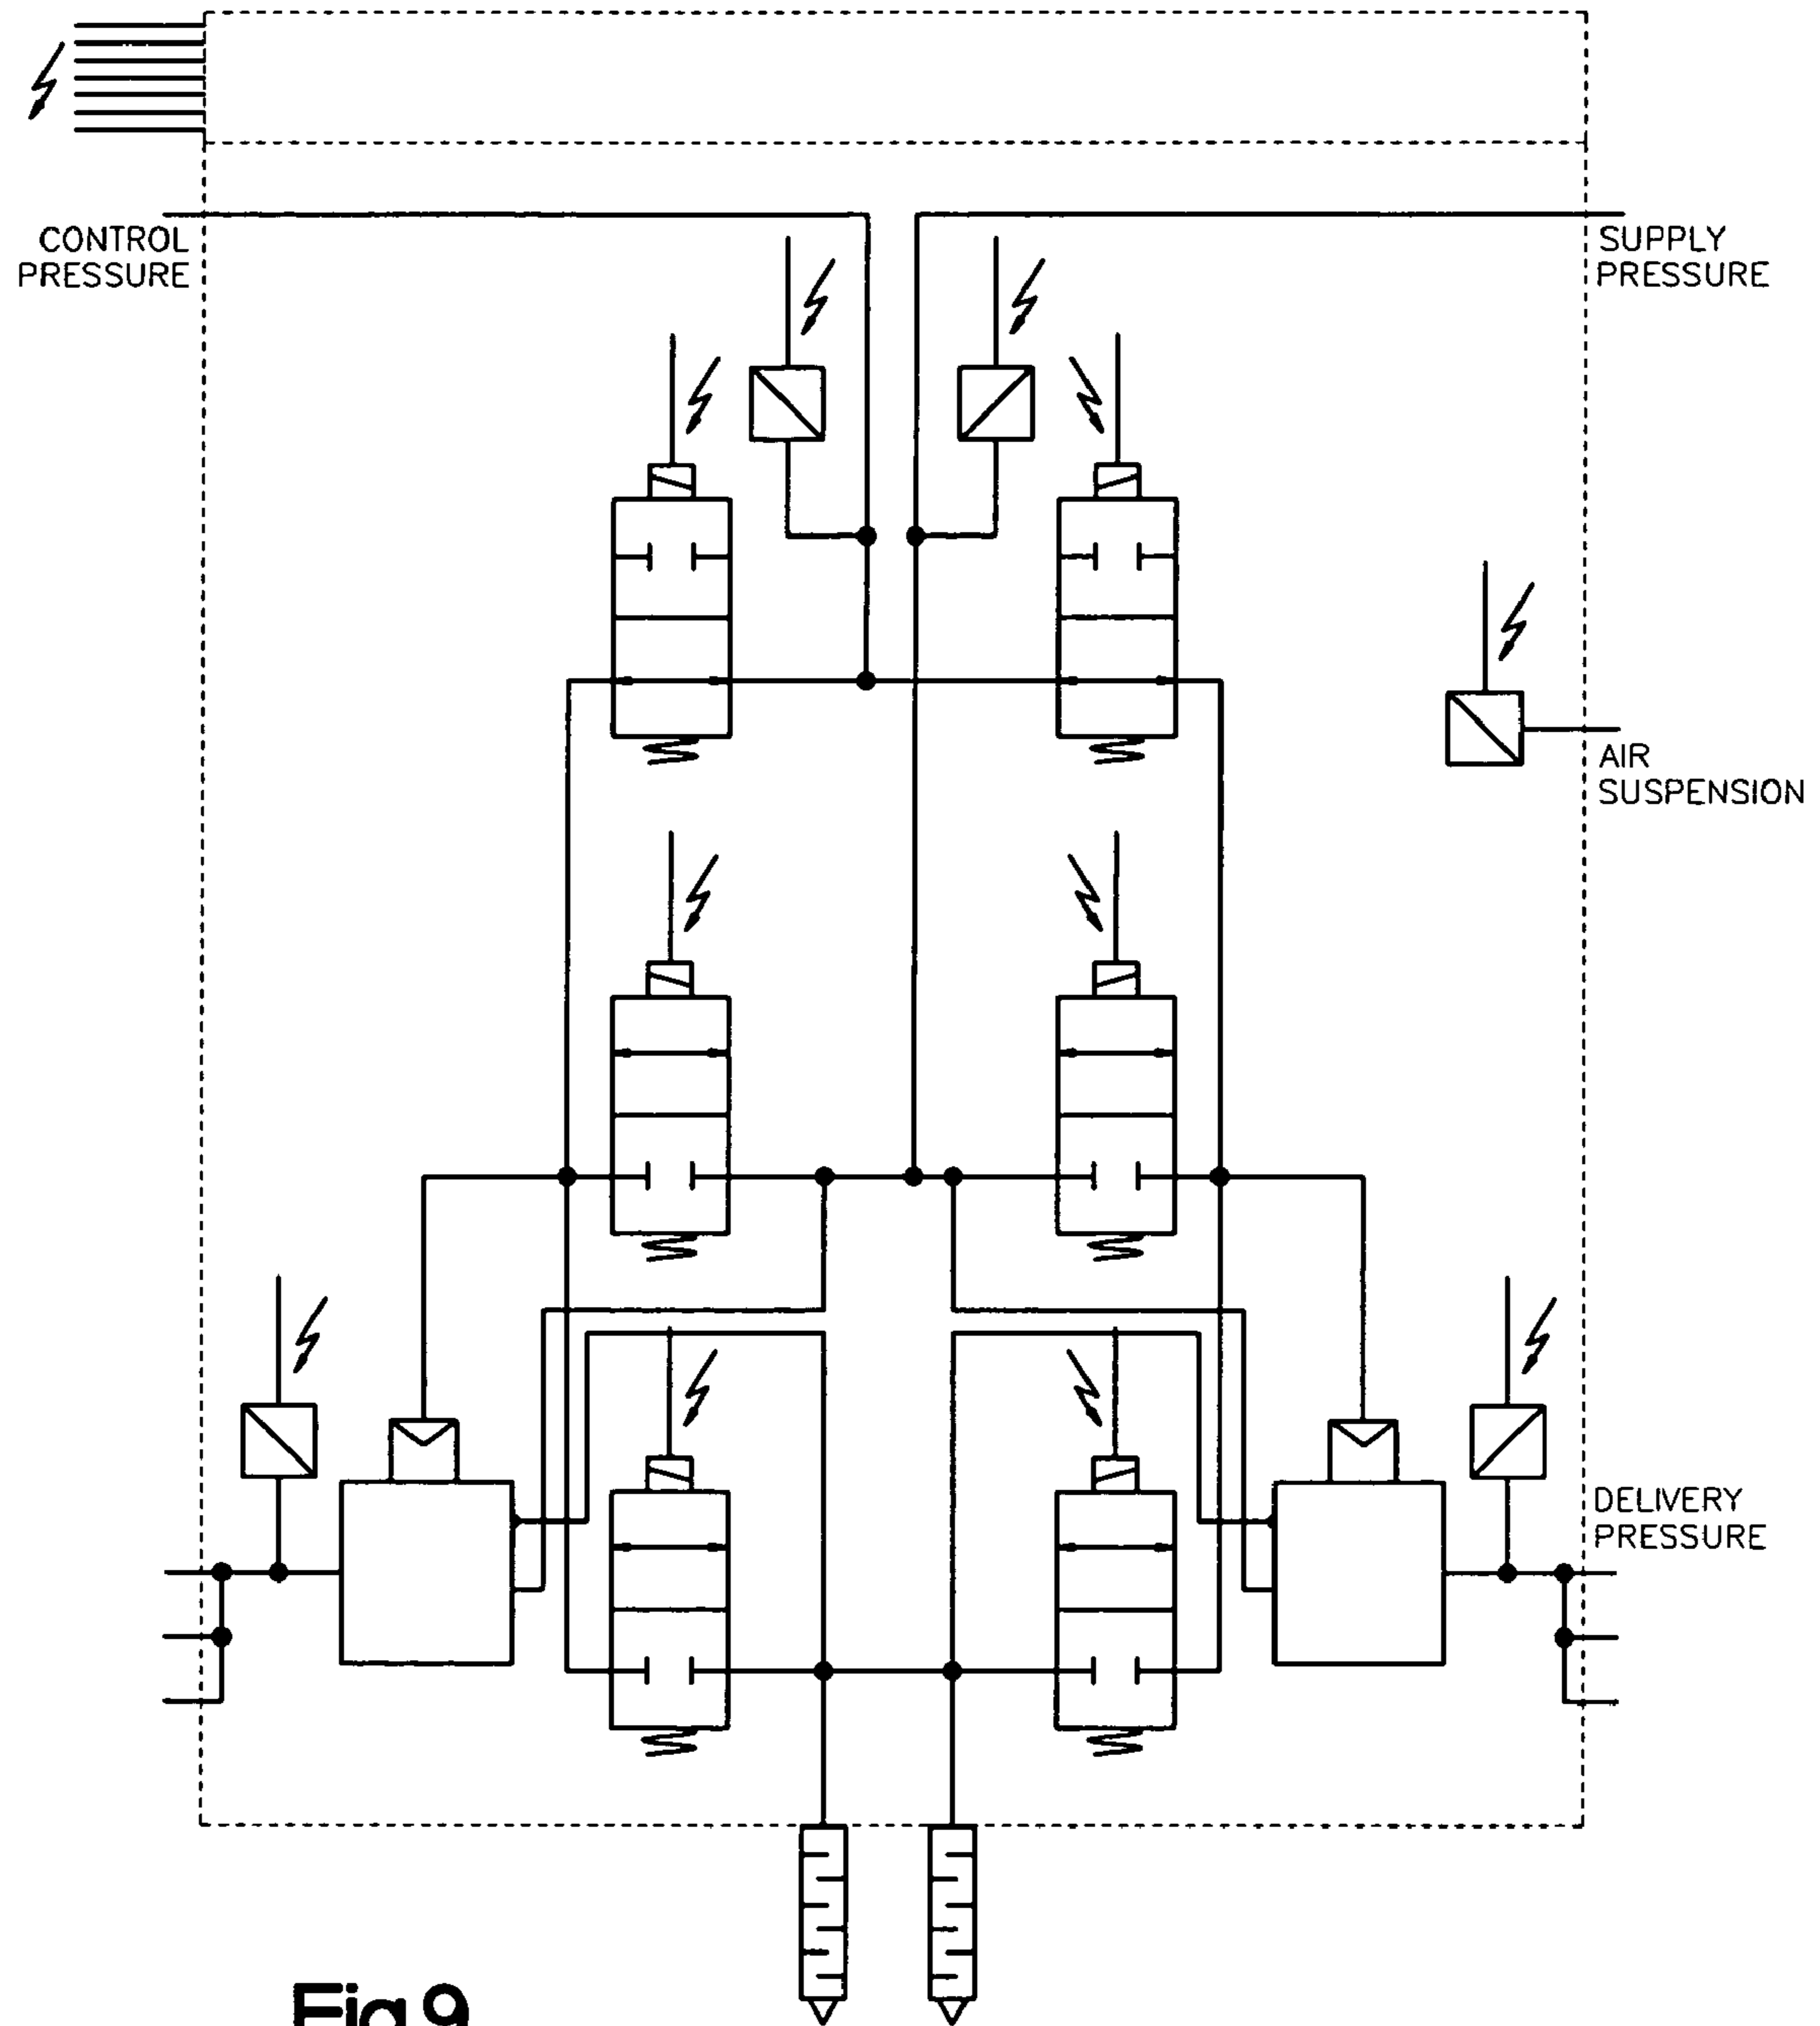 CONTROL
PRESSURE
SUPPLY
PRESSURE
AIR
SUSPENSION
DELIVERY
PRESSURE
Fig.9